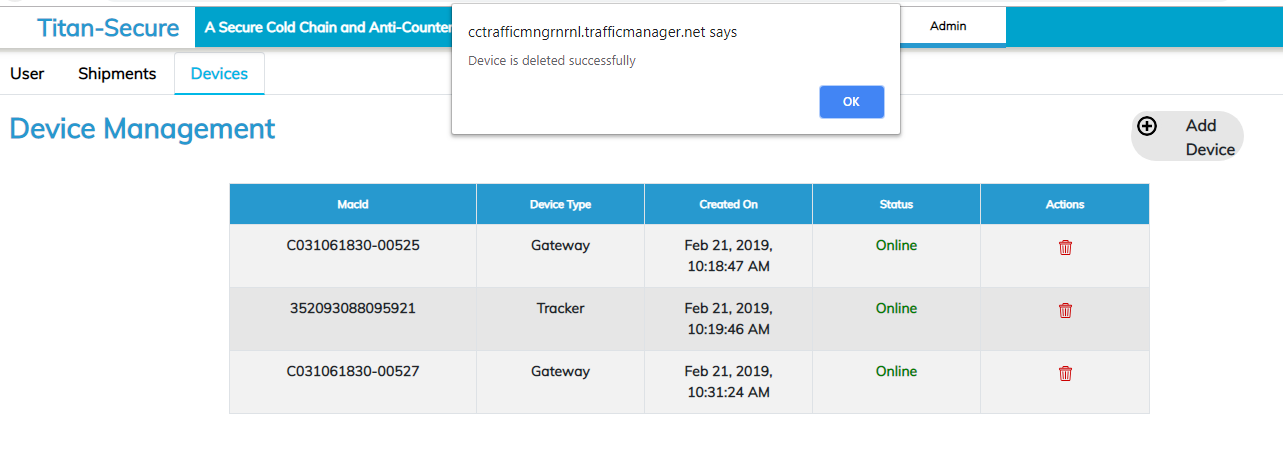 Titan-Secure
A Secure Cold Chain and Anti-Counter
Admin
cctrafficmngrnrnl.trafficmanager.net says
Device is deleted successfully
OK
User Shipments Devices
Device Management
Add
Device
MacId Device Type Created On Status Actions
C031061830-00525 Gateway Feb 21, 2019, Online
10:18:47 AM
352093088095921 Tracker Feb 21, 2019, Online
10:19:46 AM
C031061830-00527 Gateway Feb 21, 2019, Online
10:31:24 AM